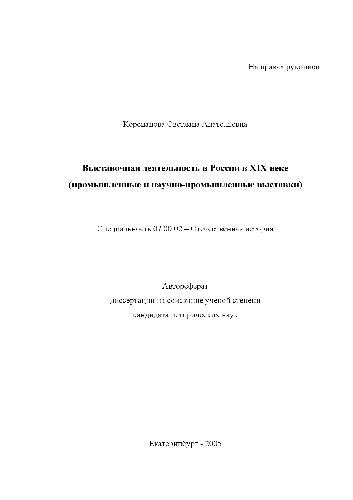 На правах рукописи
Корепанова Светлана Анатольевна
Выставочная деятельность в России в XIX веке
(промышленные и научно-промышленные выставки)
Специальность 07.00.02 – Отечественная история
Автореферат
диссертации на соискание ученой степени
кандидата исторических наук
Екатеринбург - 2005